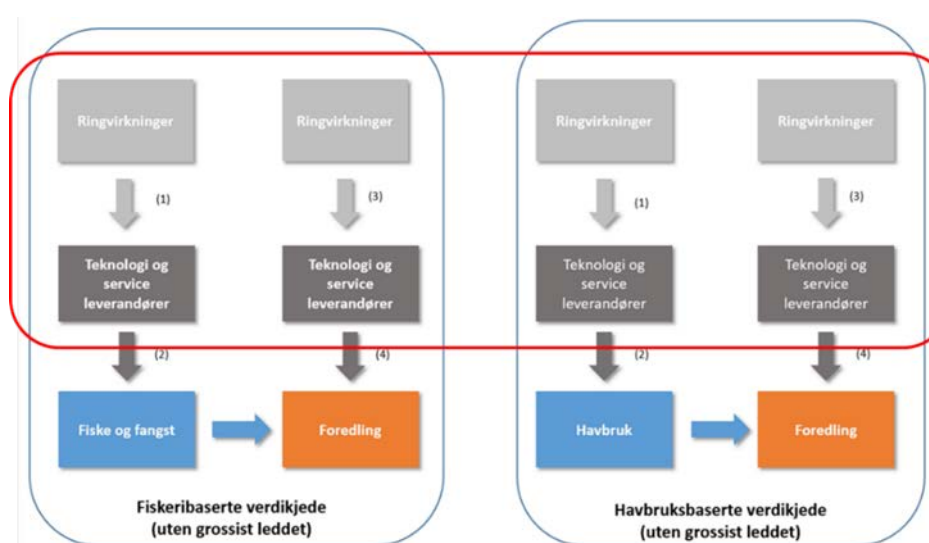 Ringvirkninger
Ringvirkninger
Ringvirkninger
Ringvirkninger
(1)
(3)
(1)
(3)
Teknologi og
service
leverandører
Teknologi og
service
leverandører
Teknologi og
service
leverandører
Teknologi og
service
leverandører
(2)
(4)
(2)
(4)
Fiske og fangst
Foredling
Havbruk
Foredling
Fiskeribaserte verdikjede
(uten grossist leddet)
Havbruksbaserte verdikjede
(uten grossist leddet)